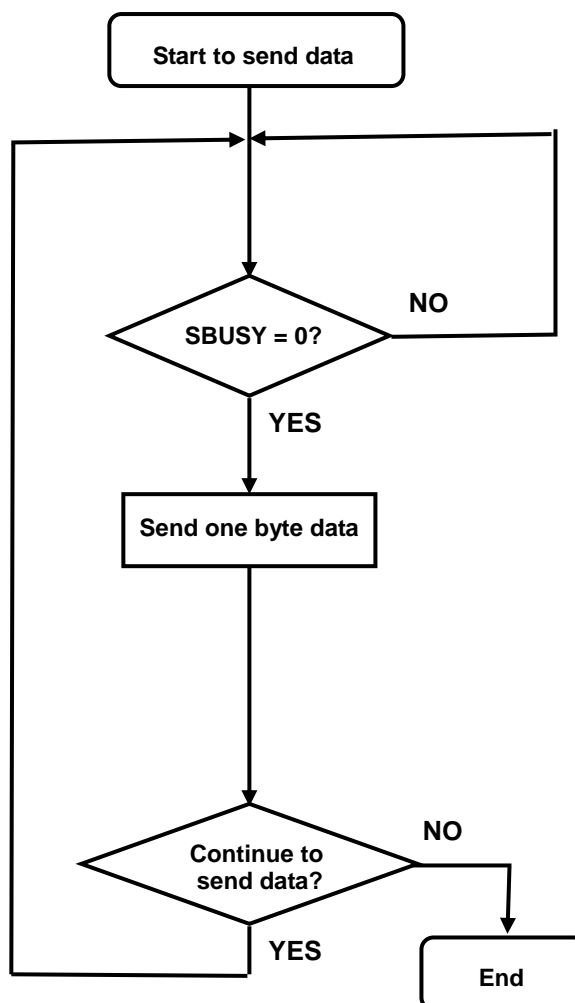 Start to send data
NO
SBUSY = 0?
YES
Send one byte data
NO
Continue to
send data?
YES
End